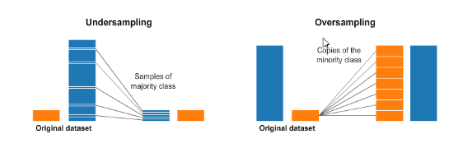 Undersampling
Samples of
majority class
Original dataset
Oversampling
Copies of the
minority class
Original dataset